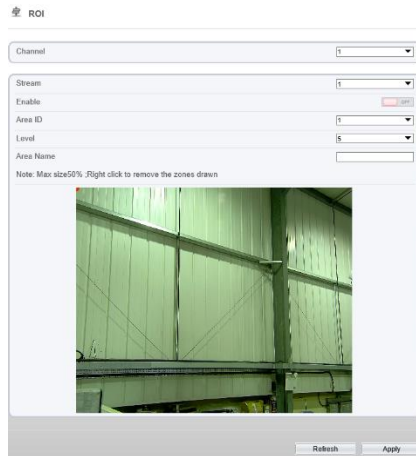 ROI
Channel 1
Stream 1
Enable OFF
Area ID 1
Level 5
Area Name
Note: Max size50% ;Right click to remove the zones drawn
Refresh Apply